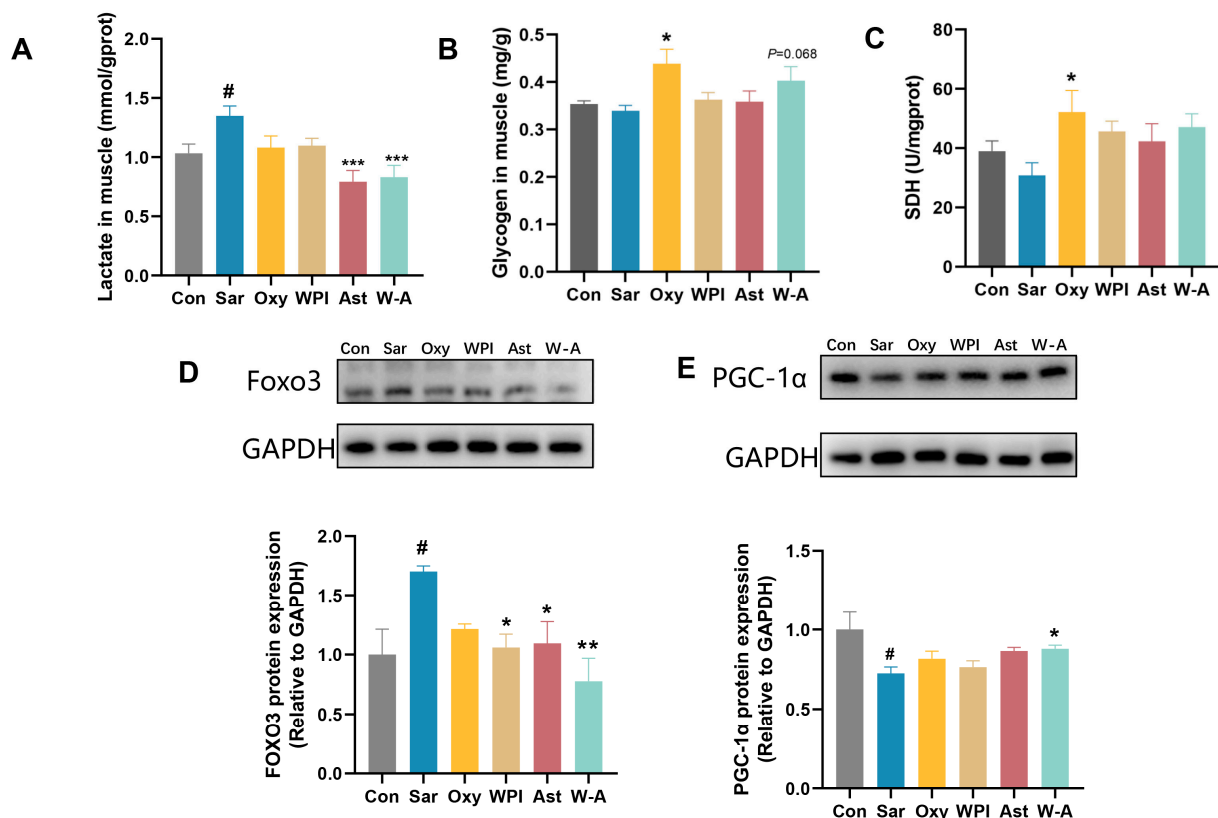 A
Lactate in muscle (mmol/gprot)
2.0
1.5
1.0
0.5
0.0
#
***
***
Con Sar Oxy WPI Ast W-A
B
Glycogen in muscle (mg/g)
0.5
0.4
0.3
0.2
0.1
0.0
*
P=0.068
Con Sar Oxy WPI Ast W-A
C
SDH (U/mgprot)
80
60
40
20
0
*
Con Sar Oxy WPI Ast W-A
D
Con Sar Oxy WPI Ast W-A
Foxo3
GAPDH
FOXO3 protein expression
(Relative to GAPDH)
2.0
1.5
1.0
0.5
0.0
#
*
*
**
Con Sar Oxy WPI Ast W-A
E
Con Sar Oxy WPI Ast W-A
PGC-1α
GAPDH
PGC-1α protein expression
(Relative to GAPDH)
1.5
1.0
0.5
0.0
#
*
Con Sar Oxy WPI Ast W-A